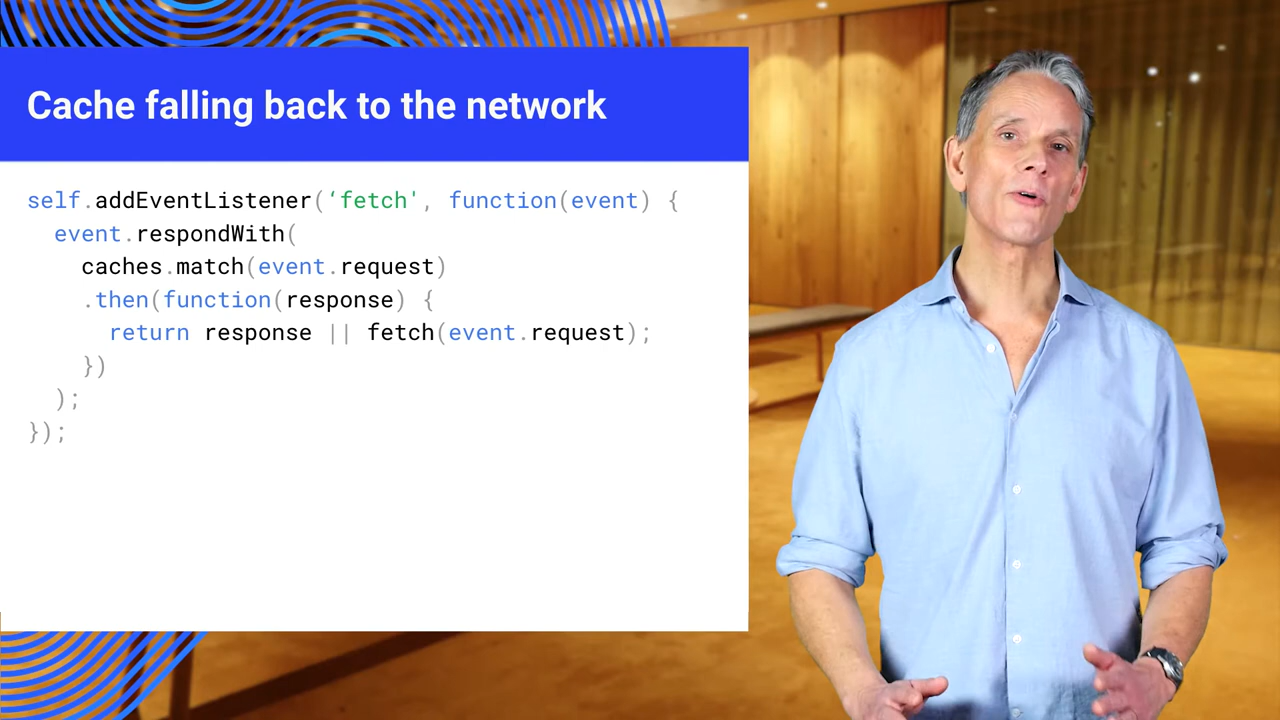 Cache falling back to the network
self.addEventListener(‘fetch', function(event) {
  event.respondWith(
    caches.match(event.request)
    .then(function(response) {
      return response || fetch(event.request);
    })
  );
});